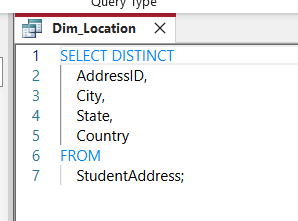 Query Type
Dim_Location
1 SELECT DISTINCT
2 AddressID,
3 City,
4 State,
5 Country
6 FROM
7 StudentAddress;